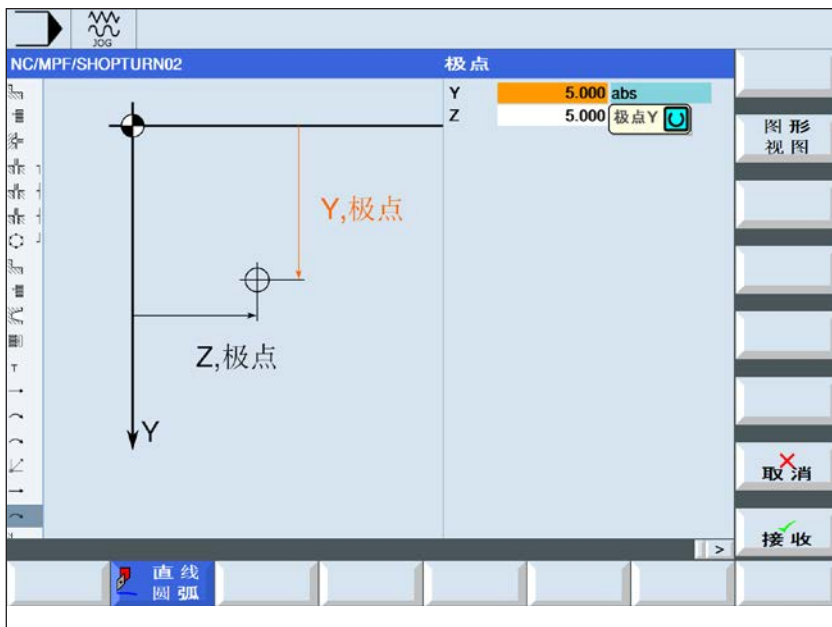 JOG
NC/MPF/SHOPTURN02
极点
Y 5.000 abs
Z 5.000 极点Y
图形
视图
Y,极点
Z,极点
T
Y
取消
接收
>
直线
圆弧